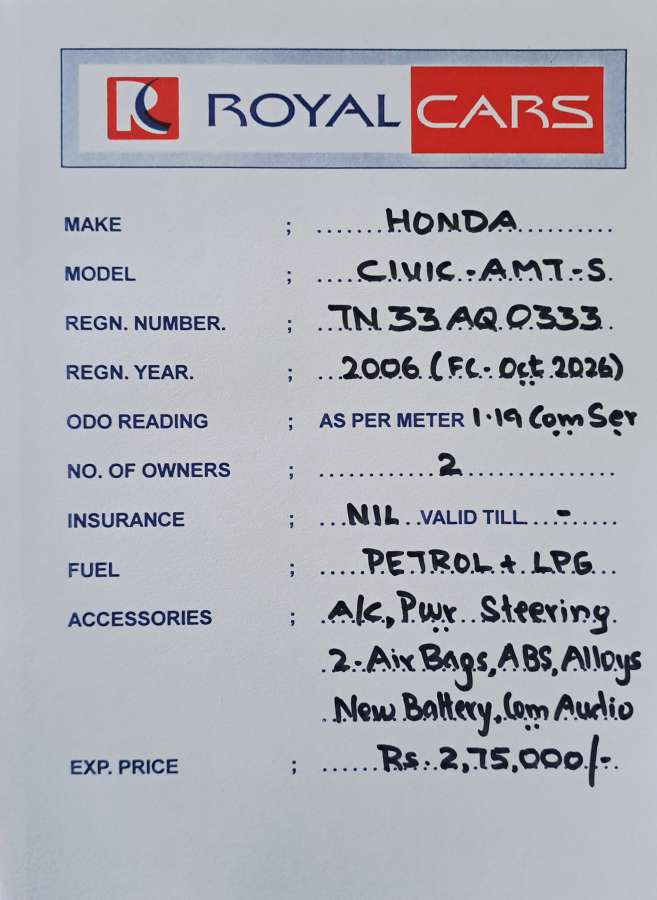 R ROYAL CARS
MAKE ; .......HONDA..........
MODEL ; ....CIVIC-AMT-S.
REGN. NUMBER. ; ..TN 33 AQ 0333.
REGN. YEAR. ; ...2006 (FC-Oct 2026)
ODO READING ; AS PER METER 1.19 Com Ser
NO. OF OWNERS ; .............2...............
INSURANCE ; ...NIL..VALID TILL....-.....
FUEL ; .....PETROL + LPG...
ACCESSORIES ; A/c, Pwr Steering
2-Air Bags, ABS, Alloys
New Battery, Com Audio
EXP. PRICE ; ......Rs. 2,75,000/-